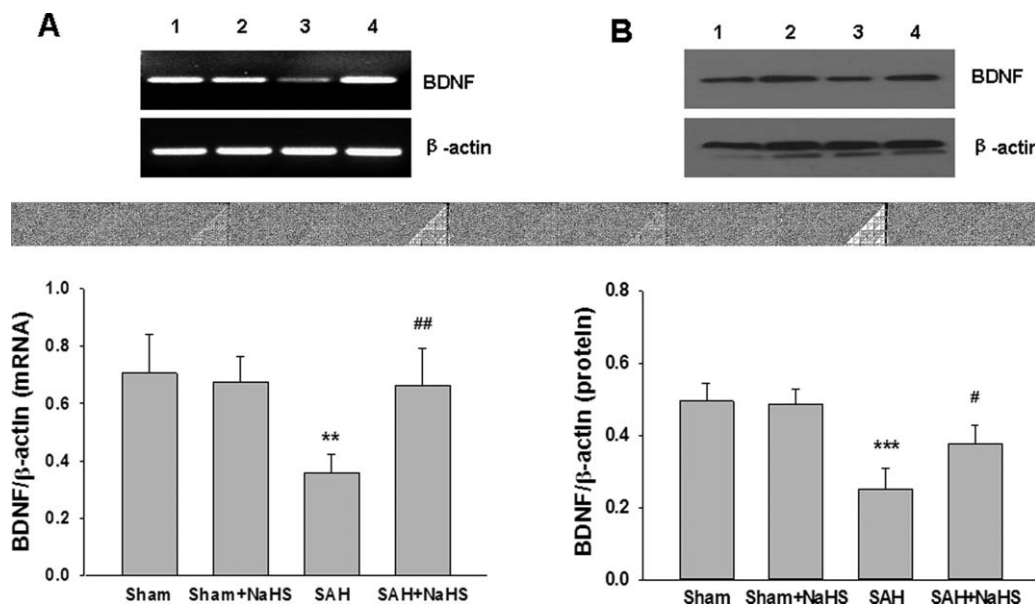 A
1 2 3 4
BDNF
β-actin
B
1 2 3 4
BDNF
β-actin
BDNF/β-actIn (mRNA)
1.0
0.8
0.6
0.4
0.2
0.0
**
##
Sham Sham+NaHS SAH SAH+NaHS
BDNF/β-actIn (proteIn)
0.8
0.6
0.4
0.2
0.0
***
#
Sham Sham+NaHS SAH SAH+NaHS